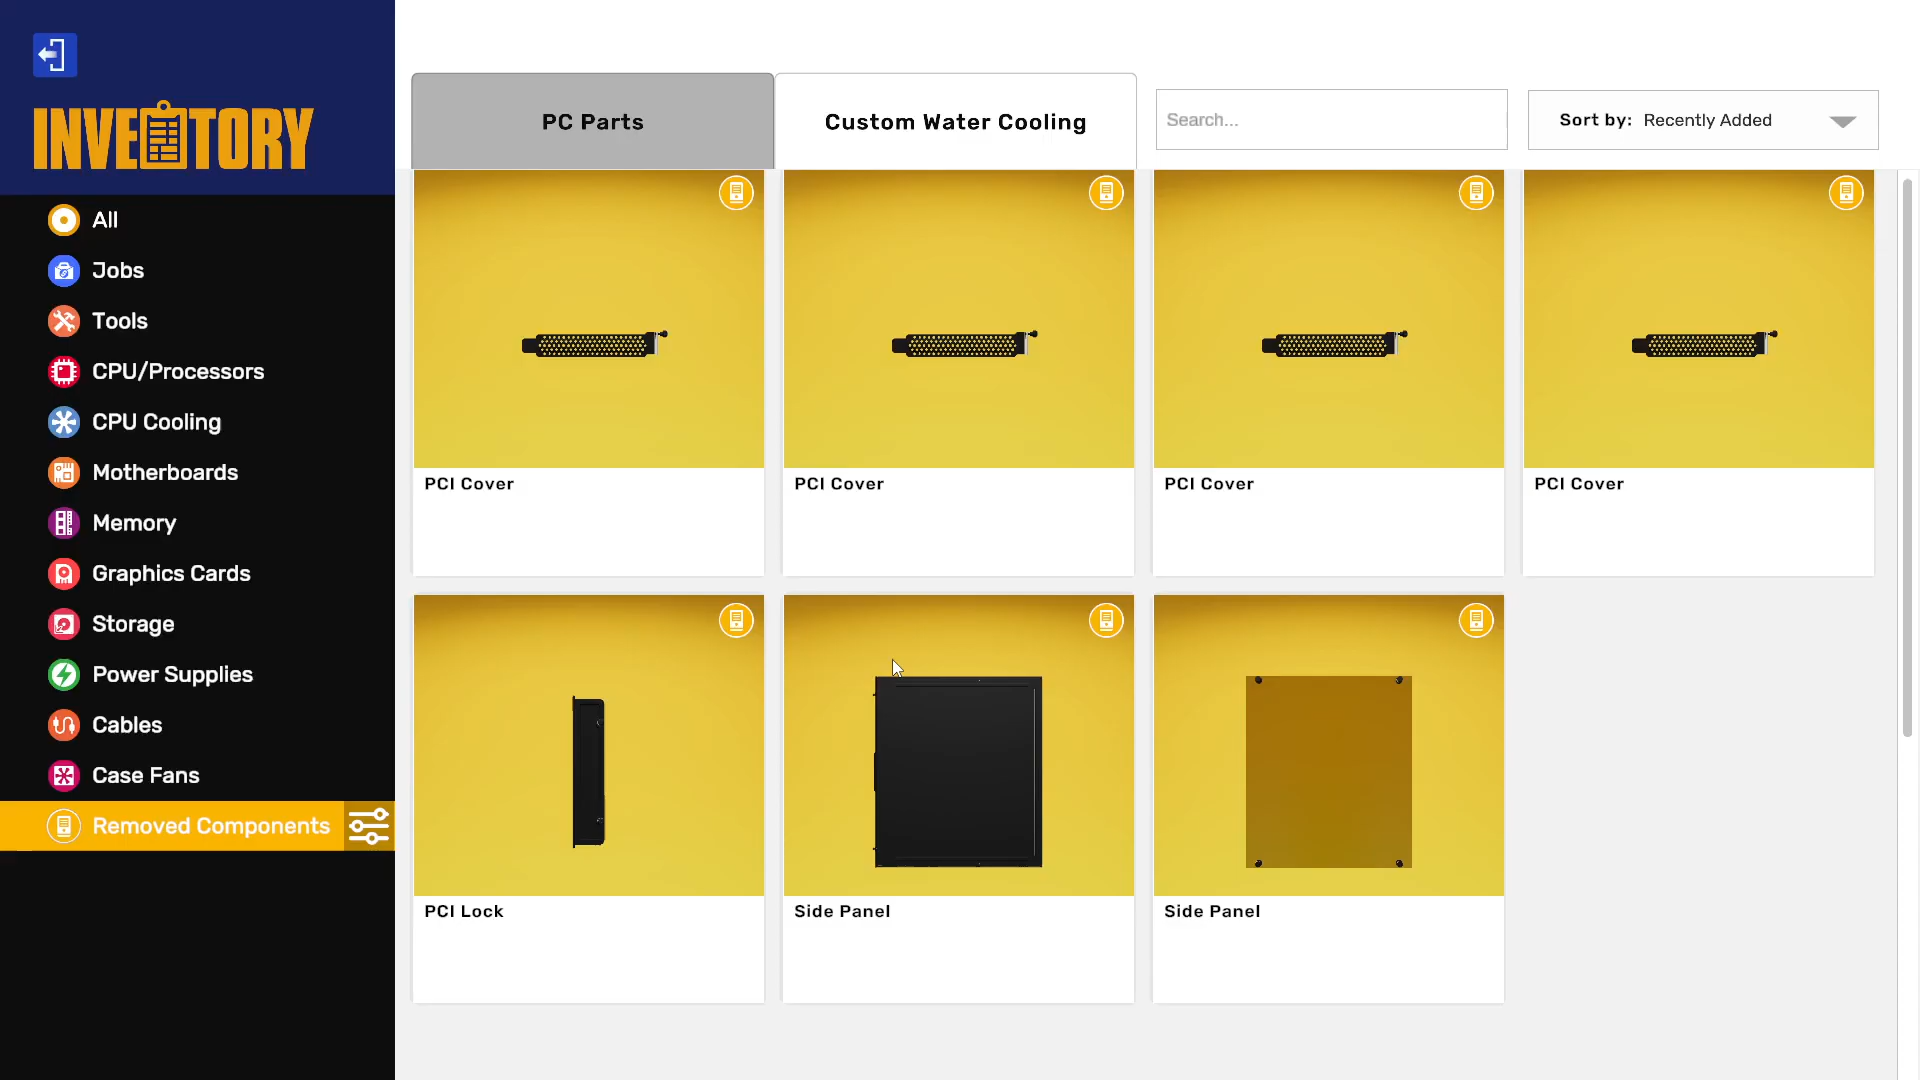 INVENTORY
PC Parts
Custom Water Cooling
Search...
Sort by: Recently Added
All
Jobs
Tools
CPU/Processors
CPU Cooling
Motherboards
Memory
Graphics Cards
Storage
Power Supplies
Cables
Case Fans
Removed Components
PCI Cover
PCI Cover
PCI Cover
PCI Cover
PCI Lock
Side Panel
Side Panel